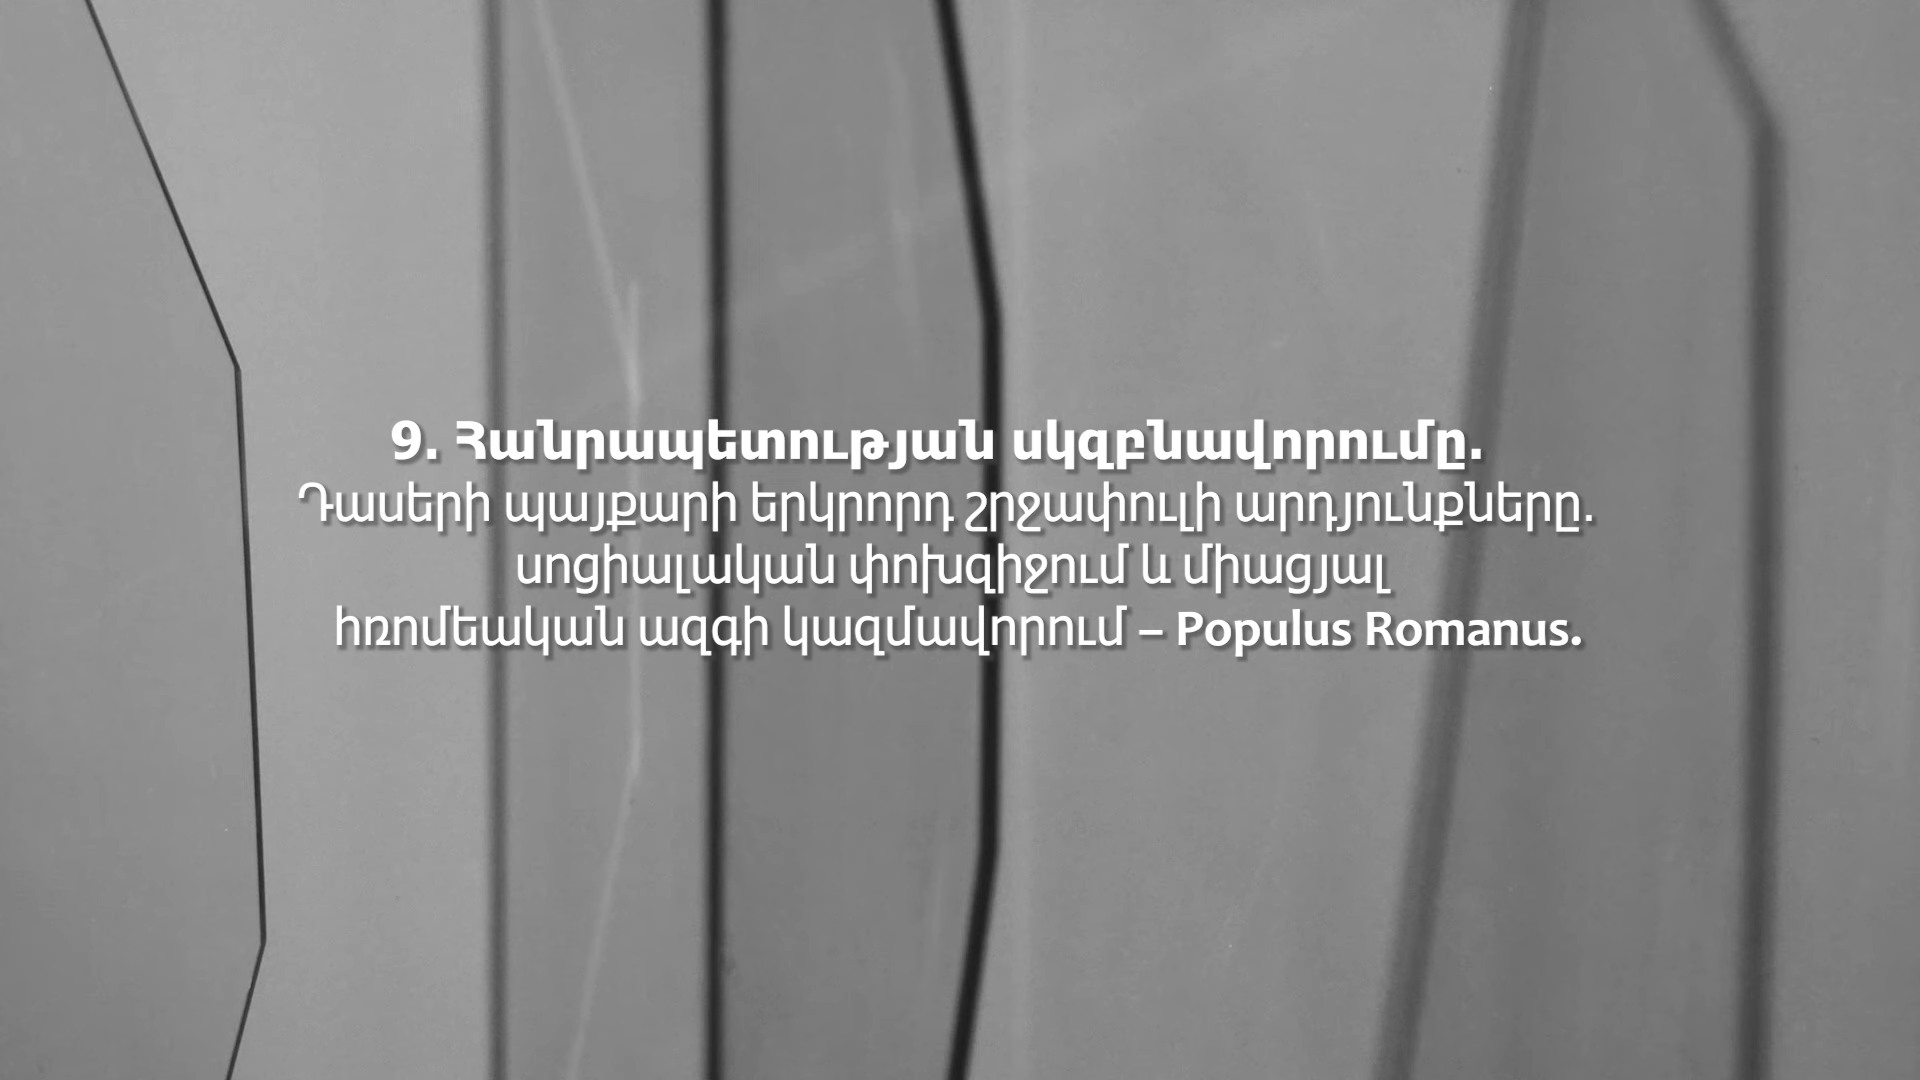 9. Հանրապետության սկզբնավորումը.
Դասերի պայքարի երկրորդ շրջափուլի արդյունքները.
սոցիալական փոխզիջում և միացյալ
հռոմեական ազգի կազմավորում – Populus Romanus.